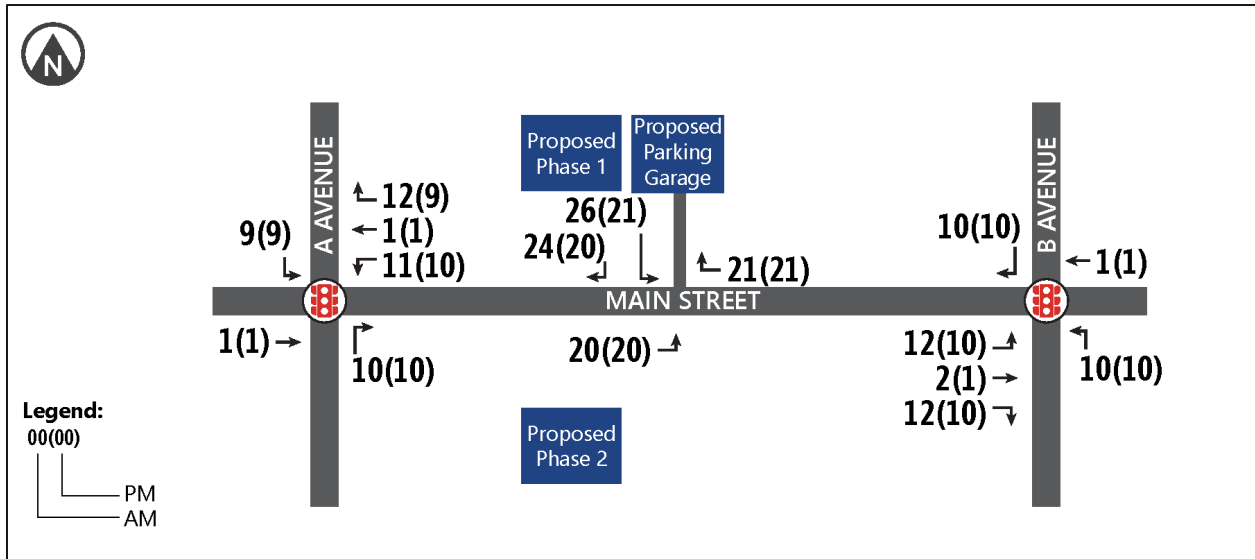 N
A AVENUE
B AVENUE
Proposed
Phase 1
Proposed
Parking
Garage
12(9)
1(1)
11(10)
9(9)
26(21)
24(20)
21(21)
10(10)
1(1)
MAIN STREET
1(1)
10(10)
20(20)
12(10)
2(1)
12(10)
10(10)
Proposed
Phase 2
Legend:
00(00)
PM
AM